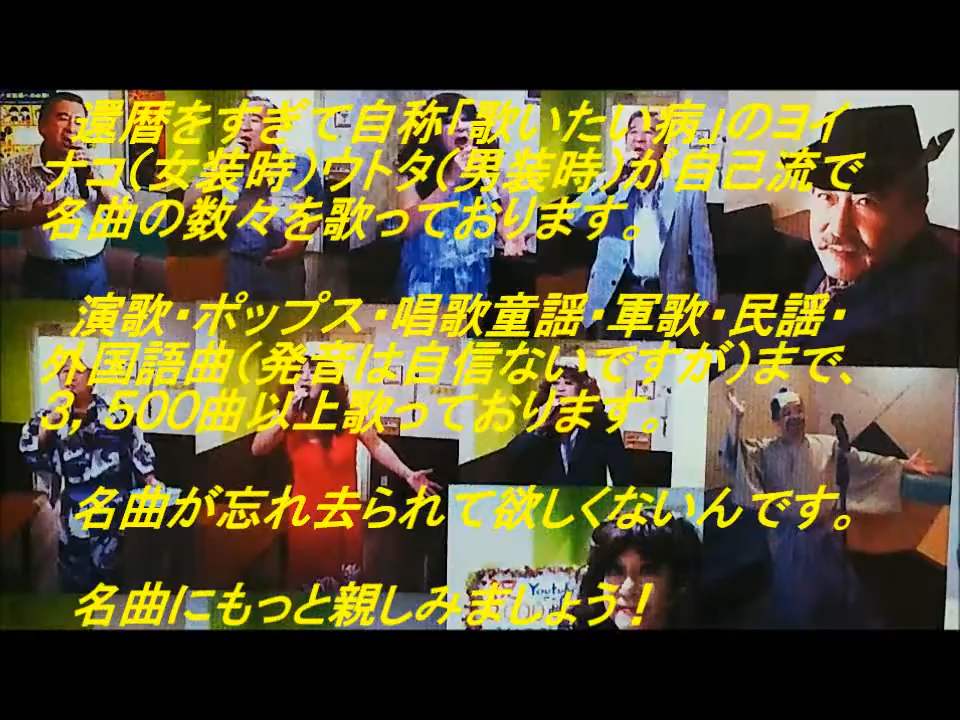 還暦をすぎて自称「歌いたい病」のヨイ
ナコ(女装時)ウトタ(男装時)が自己流で
名曲の数々を歌っております。
演歌・ポップス・唱歌童謡・軍歌・民謡・
外国語曲(発音は自信ないですが)まで、
3,500曲以上歌っております。
名曲が忘れ去られて欲しくないんです。
Youtube
名曲にもっと親しみましょう!